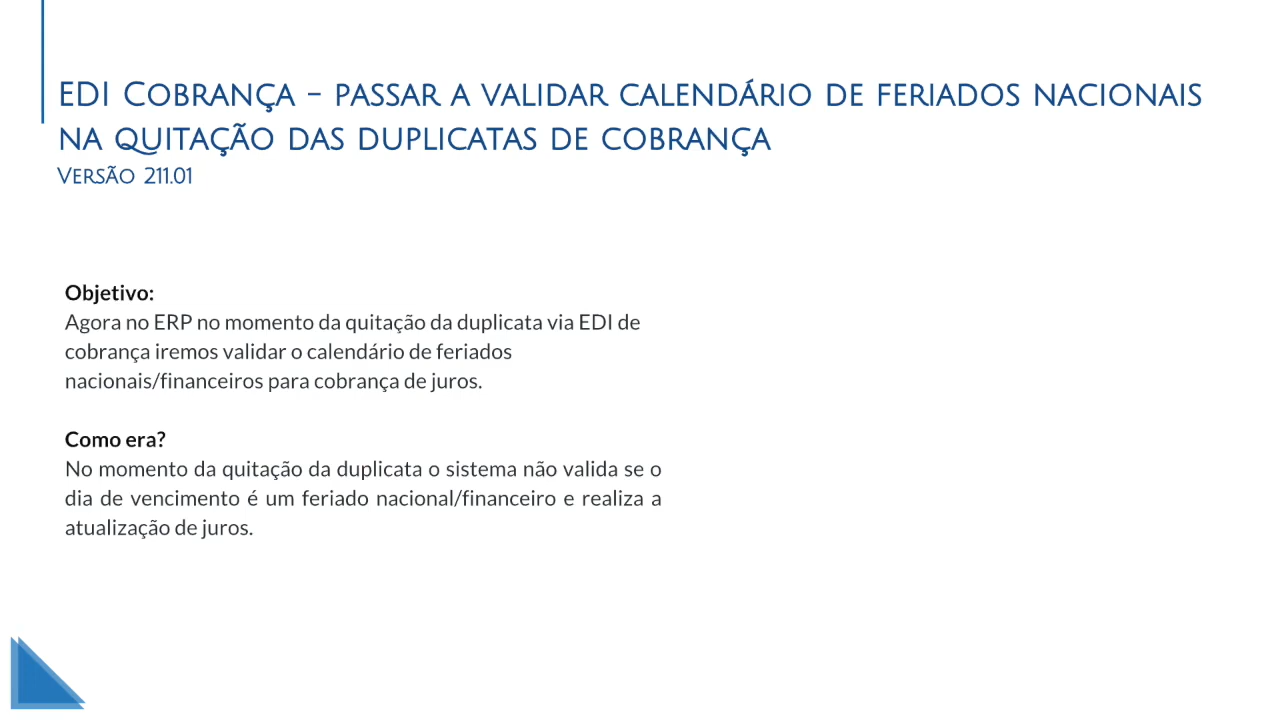 EDI Cobrança - passar a validar calendário de feriados nacionais
na quitação das duplicatas de cobrança
Versão 211.01
Objetivo:
Agora no ERP no momento da quitação da duplicata via EDI de
cobrança iremos validar o calendário de feriados
nacionais/financeiros para cobrança de juros.
Como era?
No momento da quitação da duplicata o sistema não valida se o
dia de vencimento é um feriado nacional/financeiro e realiza a
atualização de juros.